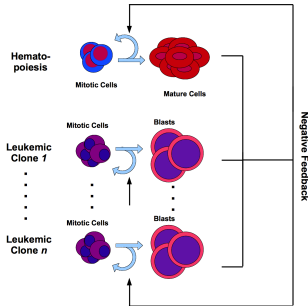 Hemato-
poiesis
Mitotic Cells
Mature Cells
Mitotic Cells
Blasts
Leukemic
Clone 1
Mitotic Cells
Blasts
Leukemic
Clone n
Negative Feedback